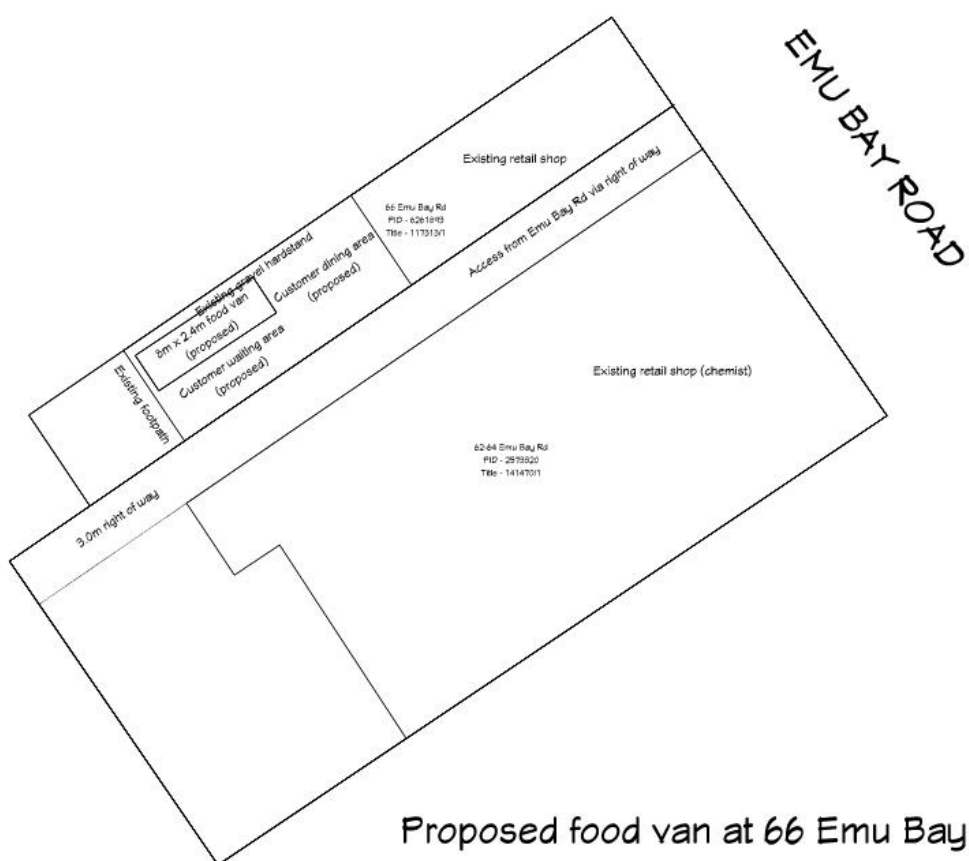 EMU BAY ROAD
Existing retail shop
66 Emu Bay Rd
PID - 6261893
Title - 117313/1
Access from Emu Bay Rd via right of way
Existing gravel hardstand
Customer dining area
(proposed)
8m x 2.4m food van
(proposed)
Customer waiting area
(proposed)
Existing footpath
Existing retail shop (chemist)
62-64 Emu Bay Rd
PID - 2973820
Title - 141470/1
3.0m right of way
Proposed food van at 66 Emu Bay